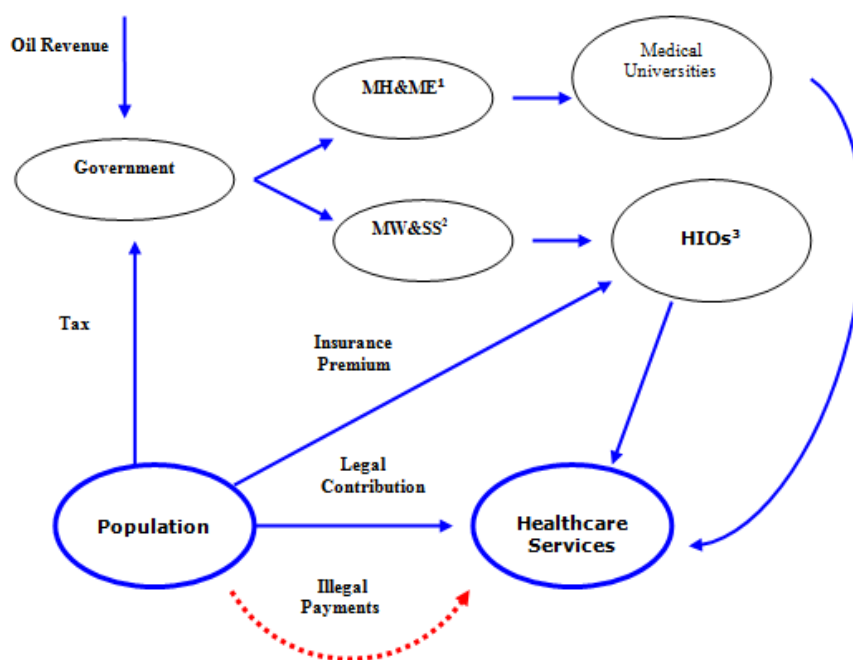 Oil Revenue
Medical
Universities
MH&ME¹
Government
MW&SS²
HIOs³
Tax
Insurance
Premium
Legal
Contribution
Population
Healthcare
Services
Illegal
Payments